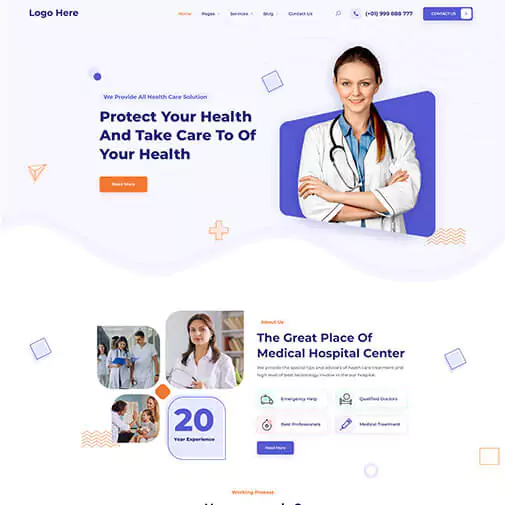 Logo Here
Home Pages Services Blog Contact Us (+01) 999 888 777 CONTACT US
We Provide All Health Care Solution
Protect Your Health
And Take Care To Of
Your Health
Read More
About Us
The Great Place Of
Medical Hospital Center
We provide the special tips and advice's of health care treatment and
high level of best technology involve in the our hospital.
Emergency Help Qualified Doctors
Best Professionals Medical Treatment
20
Year Experience
Read More
Working Process